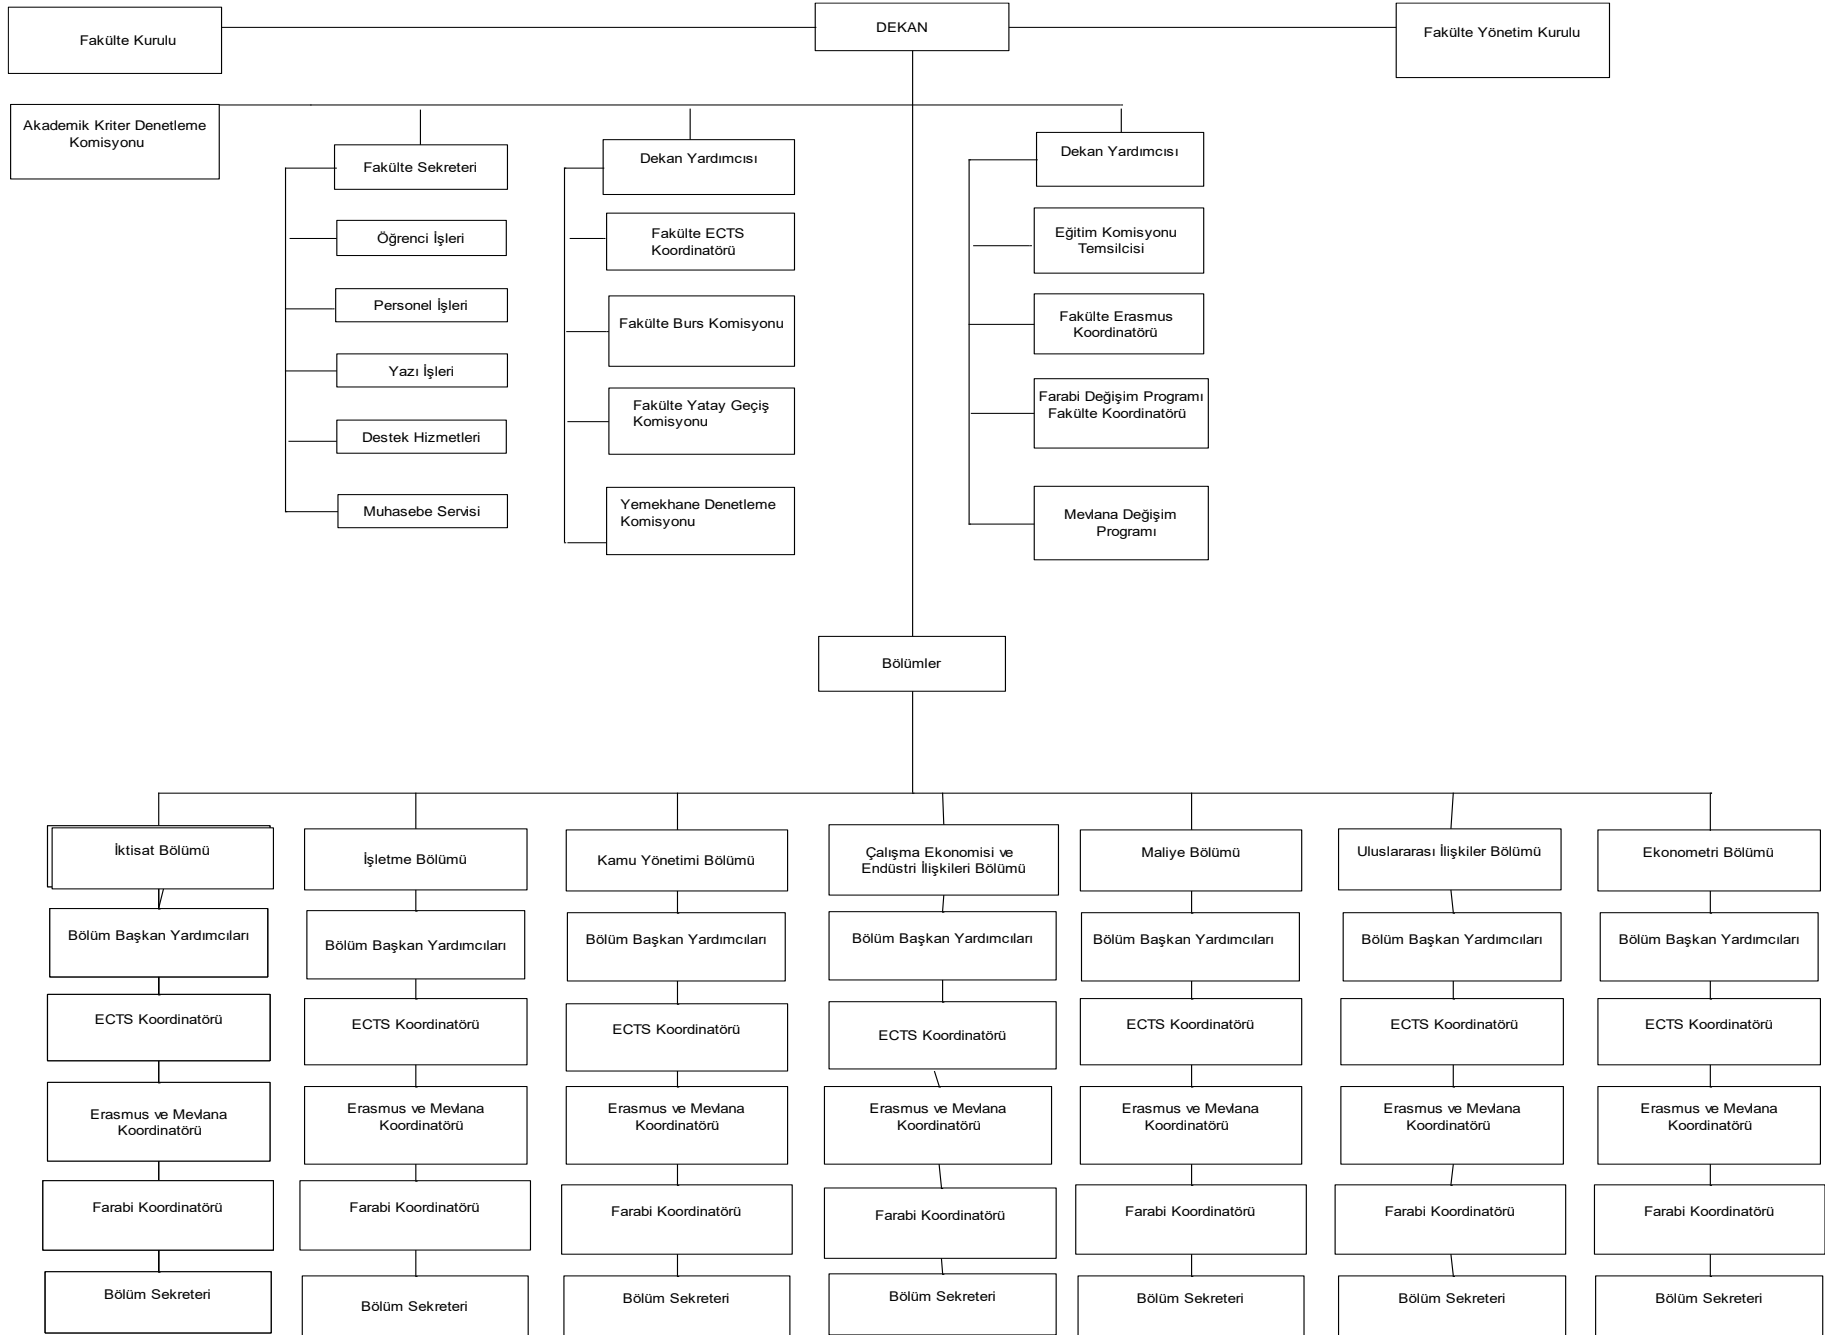 Fakülte Kurulu
DEKAN
Fakülte Yönetim Kurulu
Akademik Kriter Denetleme
Komisyonu
Fakülte Sekreteri
Öğrenci İşleri
Personel İşleri
Yazı İşleri
Destek Hizmetleri
Muhasebe Servisi
Dekan Yardımcısı
Fakülte ECTS
Koordinatörü
Fakülte Burs Komisyonu
Fakülte Yatay Geçiş
Komisyonu
Yemekhane Denetleme
Komisyonu
Dekan Yardımcısı
Eğitim Komisyonu
Temsilcisi
Fakülte Erasmus
Koordinatörü
Farabi Değişim Programı
Fakülte Koordinatörü
Mevlana Değişim
Programı
Bölümler
İktisat Bölümü
Bölüm Başkan Yardımcıları
ECTS Koordinatörü
Erasmus ve Mevlana
Koordinatörü
Farabi Koordinatörü
Bölüm Sekreteri
İşletme Bölümü
Bölüm Başkan Yardımcıları
ECTS Koordinatörü
Erasmus ve Mevlana
Koordinatörü
Farabi Koordinatörü
Bölüm Sekreteri
Kamu Yönetimi Bölümü
Bölüm Başkan Yardımcıları
ECTS Koordinatörü
Erasmus ve Mevlana
Koordinatörü
Farabi Koordinatörü
Bölüm Sekreteri
Çalışma Ekonomisi ve
Endüstri İlişkileri Bölümü
Bölüm Başkan Yardımcıları
ECTS Koordinatörü
Erasmus ve Mevlana
Koordinatörü
Farabi Koordinatörü
Bölüm Sekreteri
Maliye Bölümü
Bölüm Başkan Yardımcıları
ECTS Koordinatörü
Erasmus ve Mevlana
Koordinatörü
Farabi Koordinatörü
Bölüm Sekreteri
Uluslararası İlişkiler Bölümü
Bölüm Başkan Yardımcıları
ECTS Koordinatörü
Erasmus ve Mevlana
Koordinatörü
Farabi Koordinatörü
Bölüm Sekreteri
Ekonometri Bölümü
Bölüm Başkan Yardımcıları
ECTS Koordinatörü
Erasmus ve Mevlana
Koordinatörü
Farabi Koordinatörü
Bölüm Sekreteri